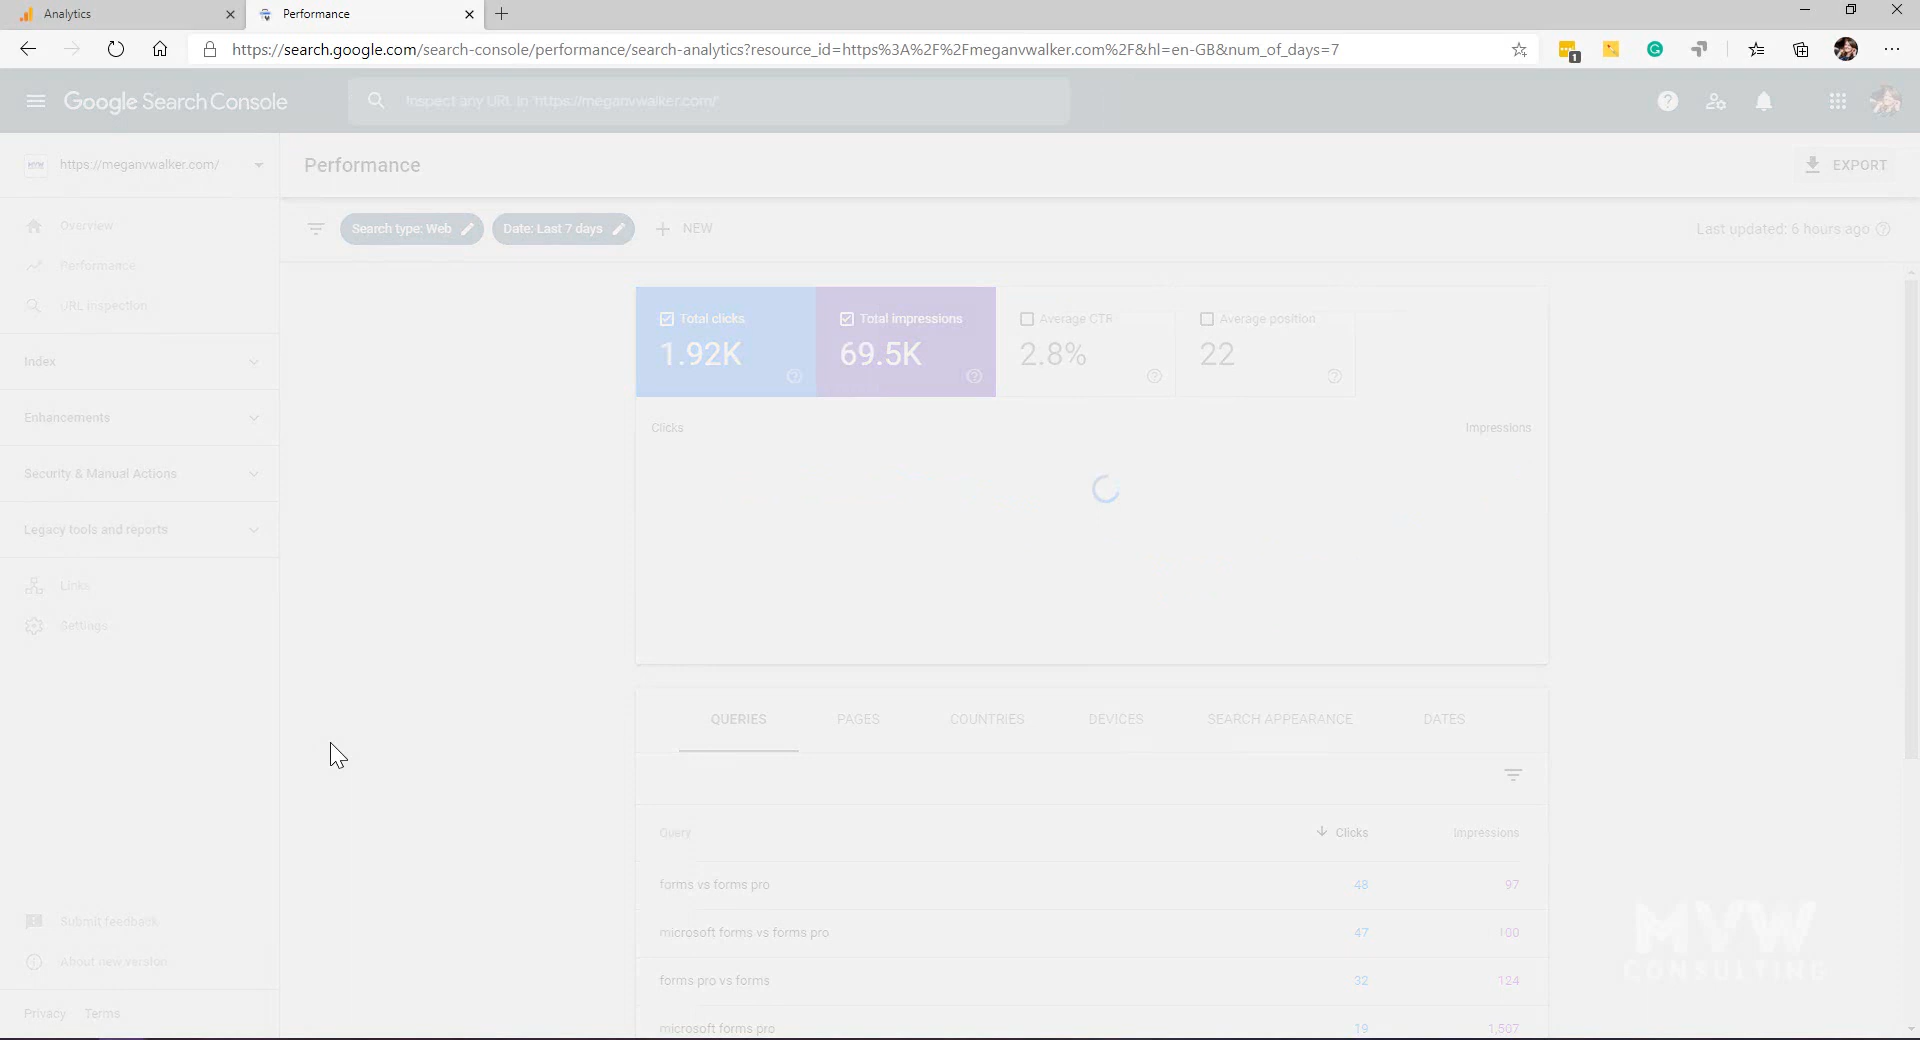 Analytics
Performance
https://search.google.com/search-console/performance/search-analytics?resource_id=https%3A%2F%2Fmeganvwalker.com%2F&hl=en-GB&num_of_days=7
1
Google Search Console
Inspect any URL in 'https://meganvwalker.com/'
https://meganvwalker.com/
Performance
EXPORT
Overview
Performance
URL inspection
Index
Enhancements
Security & Manual Actions
Legacy tools and reports
Links
Settings
Submit feedback
About new version
Privacy Terms
Search type: Web
Date: Last 7 days
NEW
Last updated: 6 hours ago
Total clicks
1.92K
Total impressions
69.5K
Average CTR
2.8%
Average position
22
Clicks
Impressions
QUERIES PAGES COUNTRIES DEVICES SEARCH APPEARANCE DATES
Query Clicks Impressions
forms vs forms pro 48 97
microsoft forms vs forms pro 47 100
forms pro vs forms 32 124
microsoft forms pro 19 1,507
MVW
CONSULTING